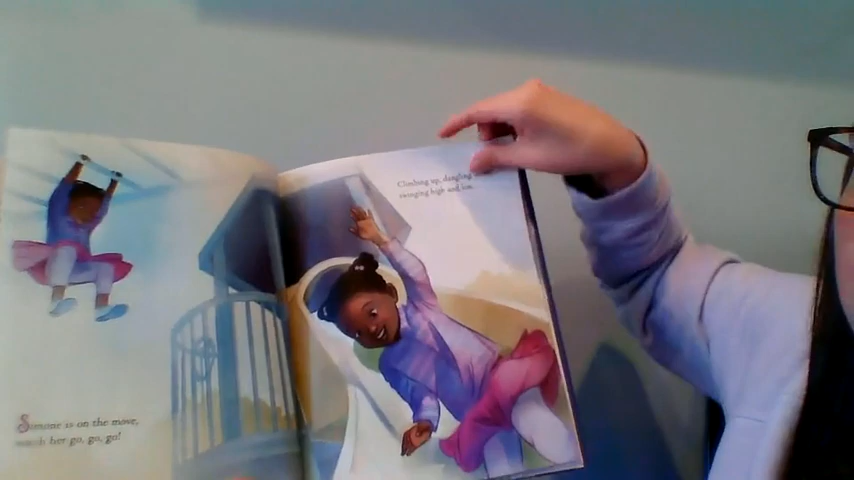 Simone is on the move,
watch her go, go, go!
Climbing up, dangling,
swinging high and low.